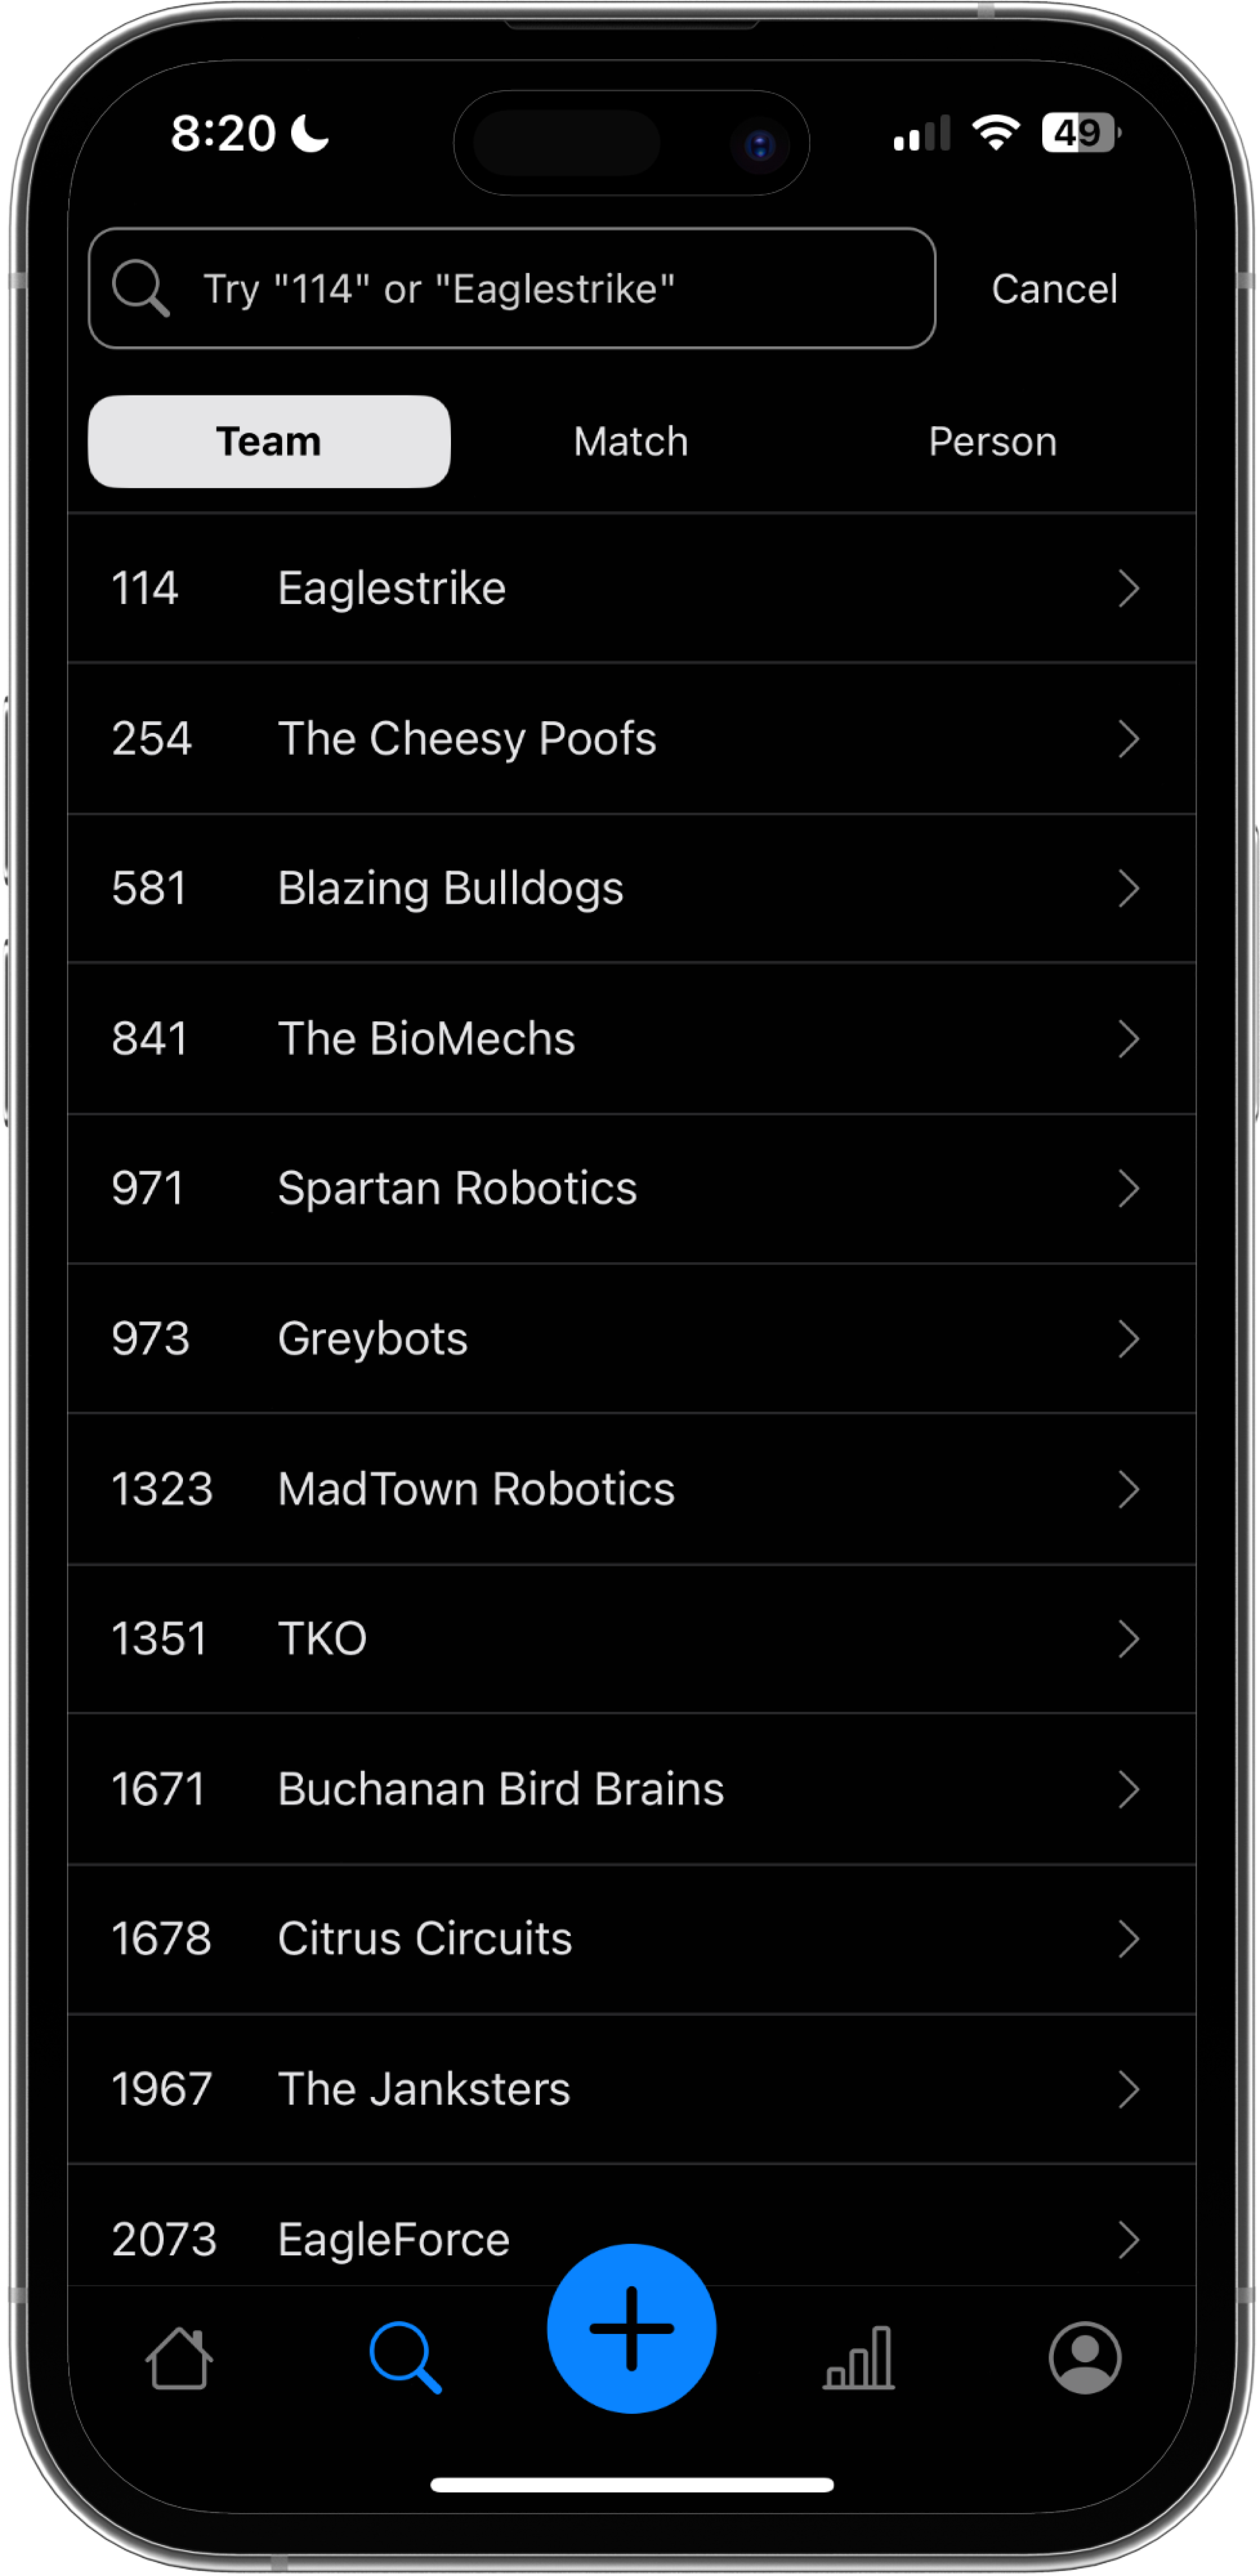 8:20 49
Try "114" or "Eaglestrike" Cancel
Team Match Person
114 Eaglestrike
254 The Cheesy Poofs
581 Blazing Bulldogs
841 The BioMechs
971 Spartan Robotics
973 Greybots
1323 MadTown Robotics
1351 TKO
1671 Buchanan Bird Brains
1678 Citrus Circuits
1967 The Janksters
2073 EagleForce